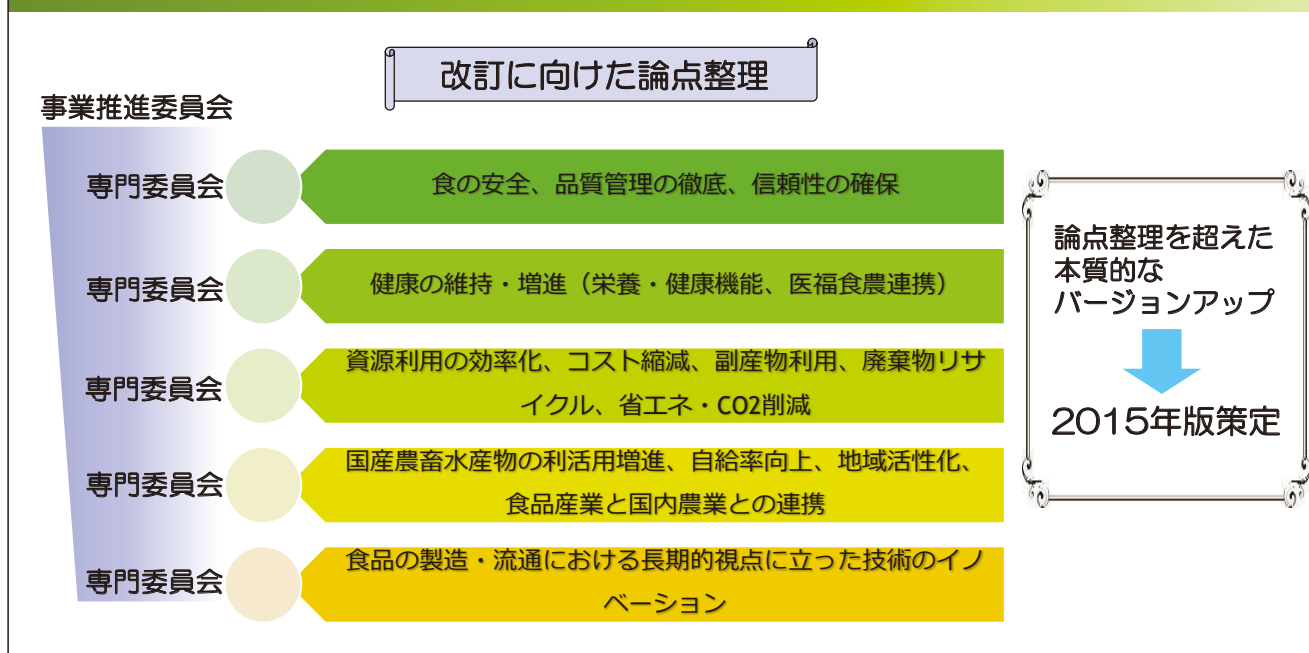 改訂に向けた論点整理
事業推進委員会
専門委員会
食の安全、品質管理の徹底、信頼性の確保
専門委員会
健康の維持・増進（栄養・健康機能、医福食農連携）
専門委員会
資源利用の効率化、コスト縮減、副産物利用、廃棄物リサ
イクル、省エネ・CO2削減
専門委員会
国産農畜水産物の利活用増進、自給率向上、地域活性化、
食品産業と国内農業との連携
専門委員会
食品の製造・流通における長期的視点に立った技術のイノ
ベーション
論点整理を超えた
本質的な
バージョンアップ
2015年版策定